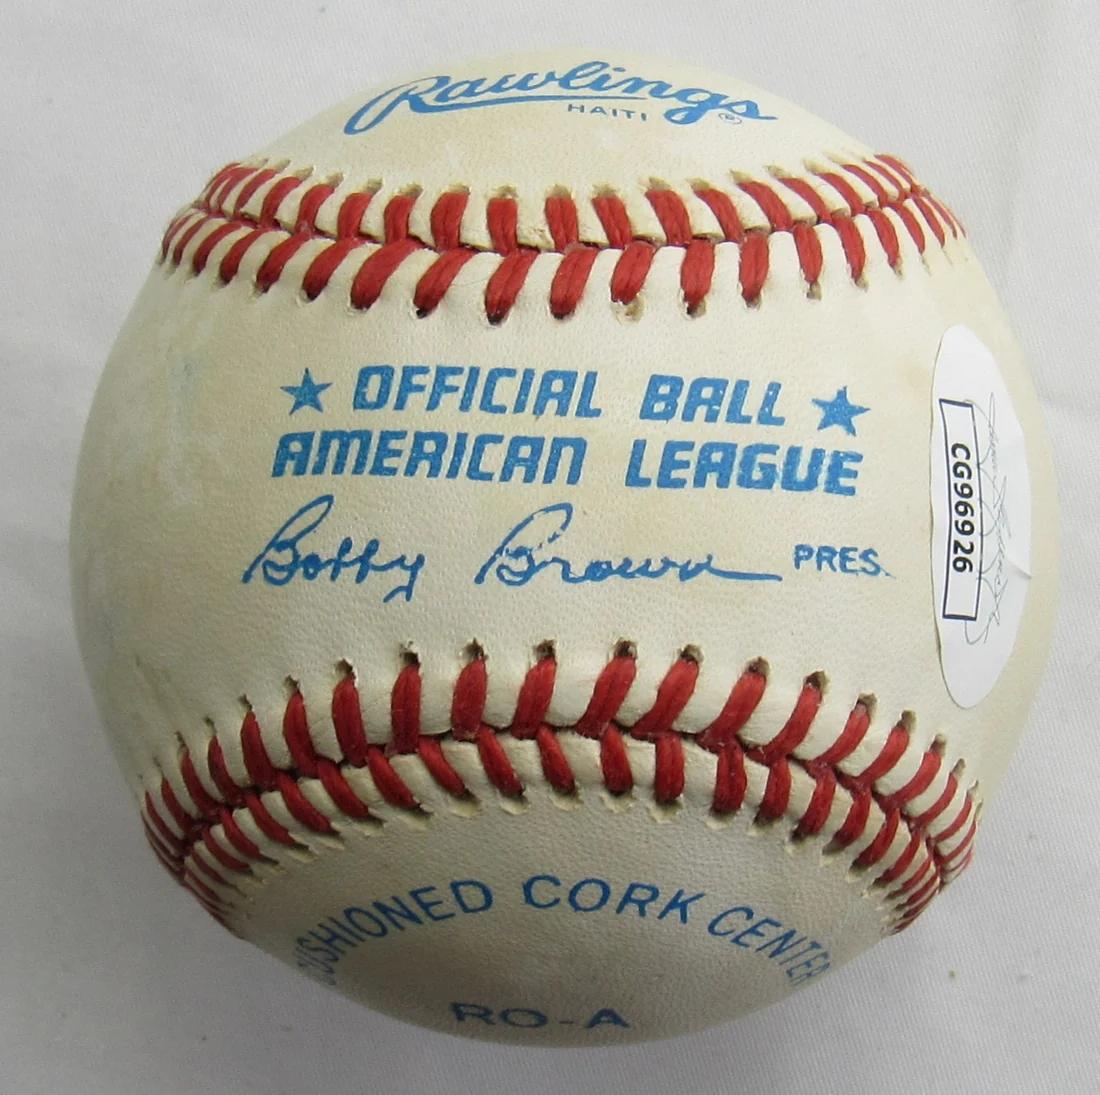 Rawlings®
HAITI
★ OFFICIAL BALL ★
AMERICAN LEAGUE
Bobby Brown PRES.
CG96926
CUSHIONED CORK CENTER
RO-A